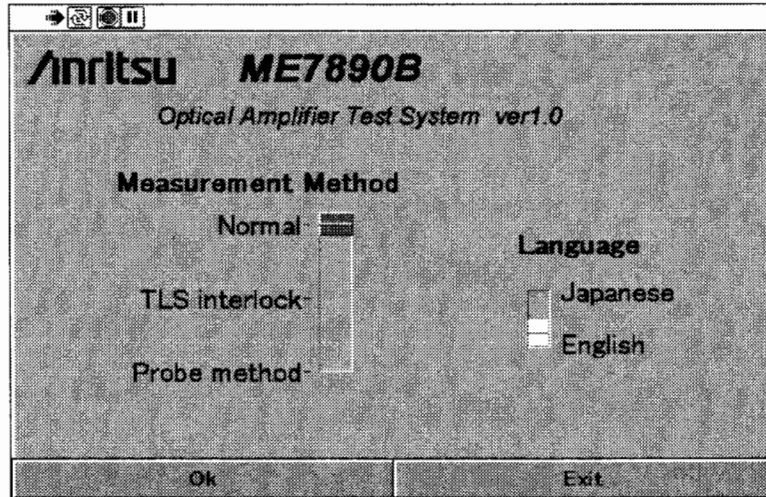 Anritsu ME7890B
Optical Amplifier Test System ver1.0
Measurement Method
Normal
TLS interlock
Probe method
Language
Japanese
English
Ok Exit